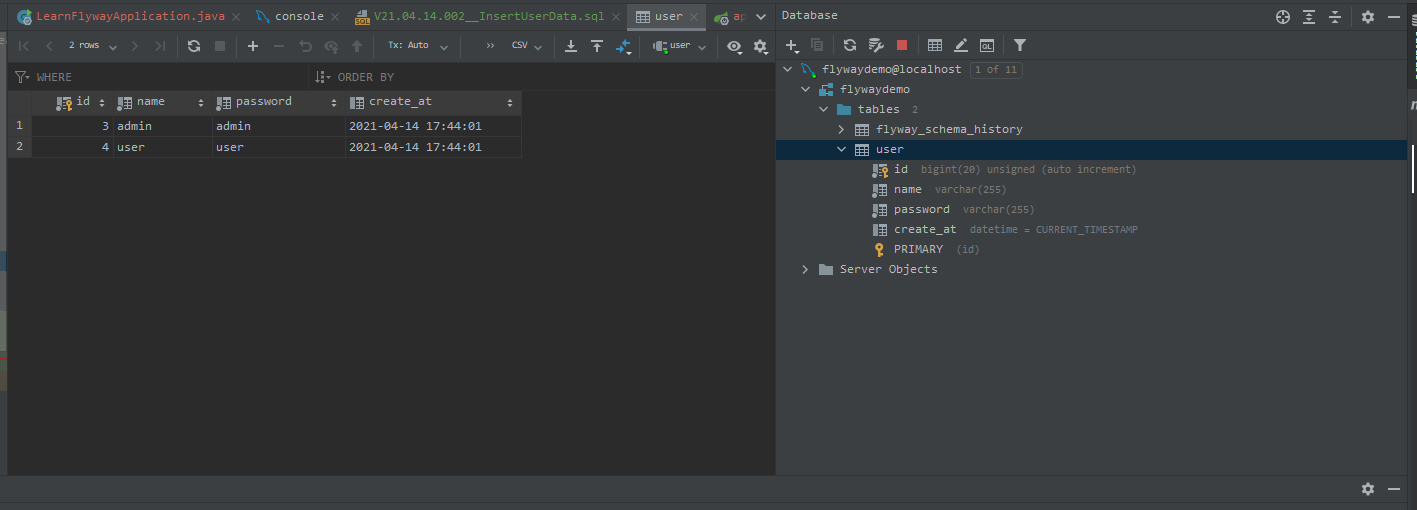 LearnFlywayApplication.java console V21.04.14.002__InsertUserData.sql user ap
2 rows Tx: Auto CSV user
WHERE ORDER BY
id name password create_at
1 3 admin admin 2021-04-14 17:44:01
2 4 user user 2021-04-14 17:44:01
Database
flywaydemo@localhost 1 of 11
flywaydemo
tables 2
flyway_schema_history
user
id bigint(20) unsigned (auto increment)
name varchar(255)
password varchar(255)
create_at datetime = CURRENT_TIMESTAMP
PRIMARY (id)
Server Objects